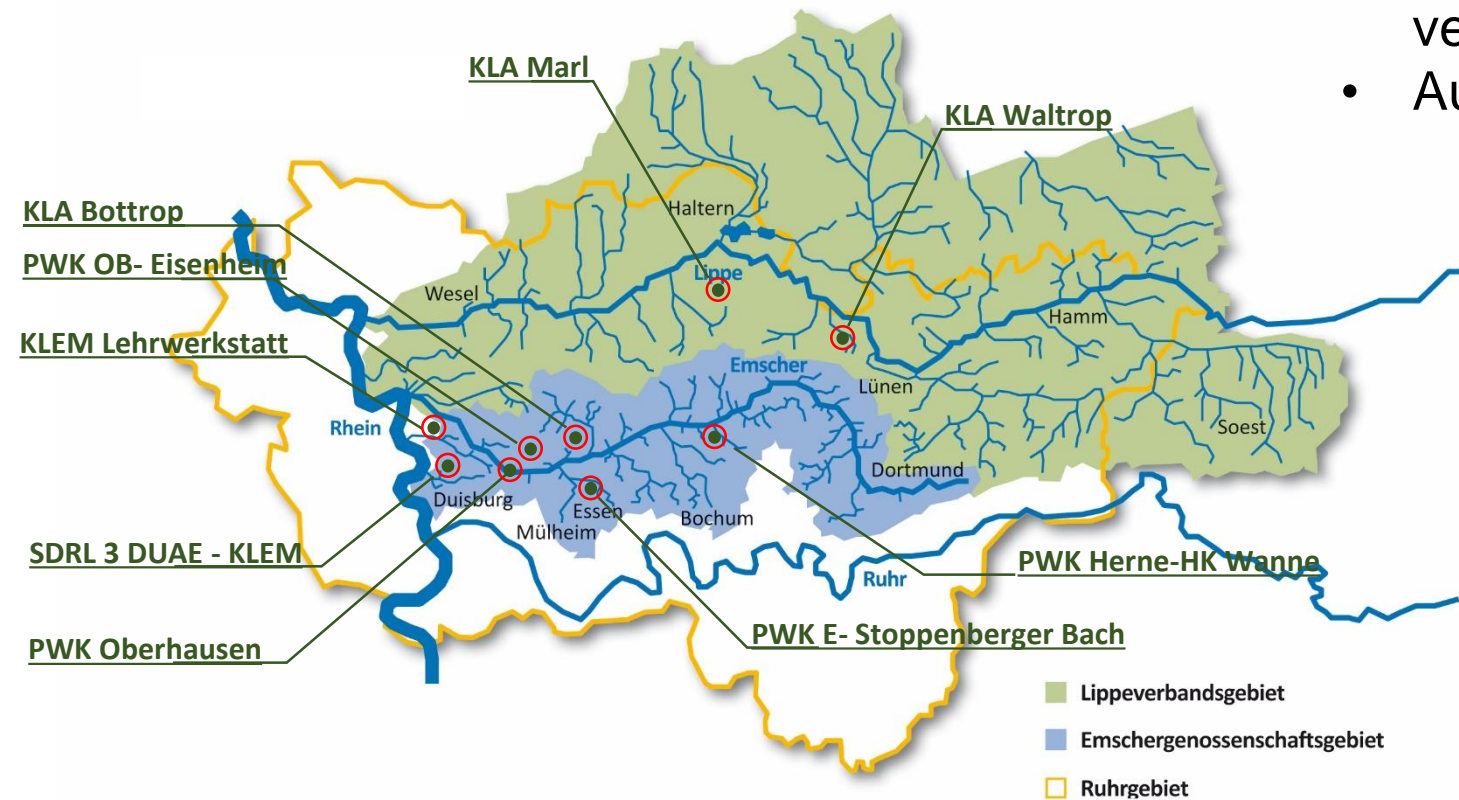 ve
• Au
KLA Marl
KLA Waltrop
KLA Bottrop
PWK OB- Eisenheim
KLEM Lehrwerkstatt
SDRL 3 DUAE - KLEM
PWK Oberhausen
PWK E- Stoppenberger Bach
PWK Herne-HK Wanne
Haltern
Lippe
Wesel
Hamm
Emscher
Lünen
Rhein
Soest
Dortmund
Duisburg
Essen
Mülheim
Bochum
Ruhr
Lippeverbandsgebiet
Emschergenossenschaftsgebiet
Ruhrgebiet